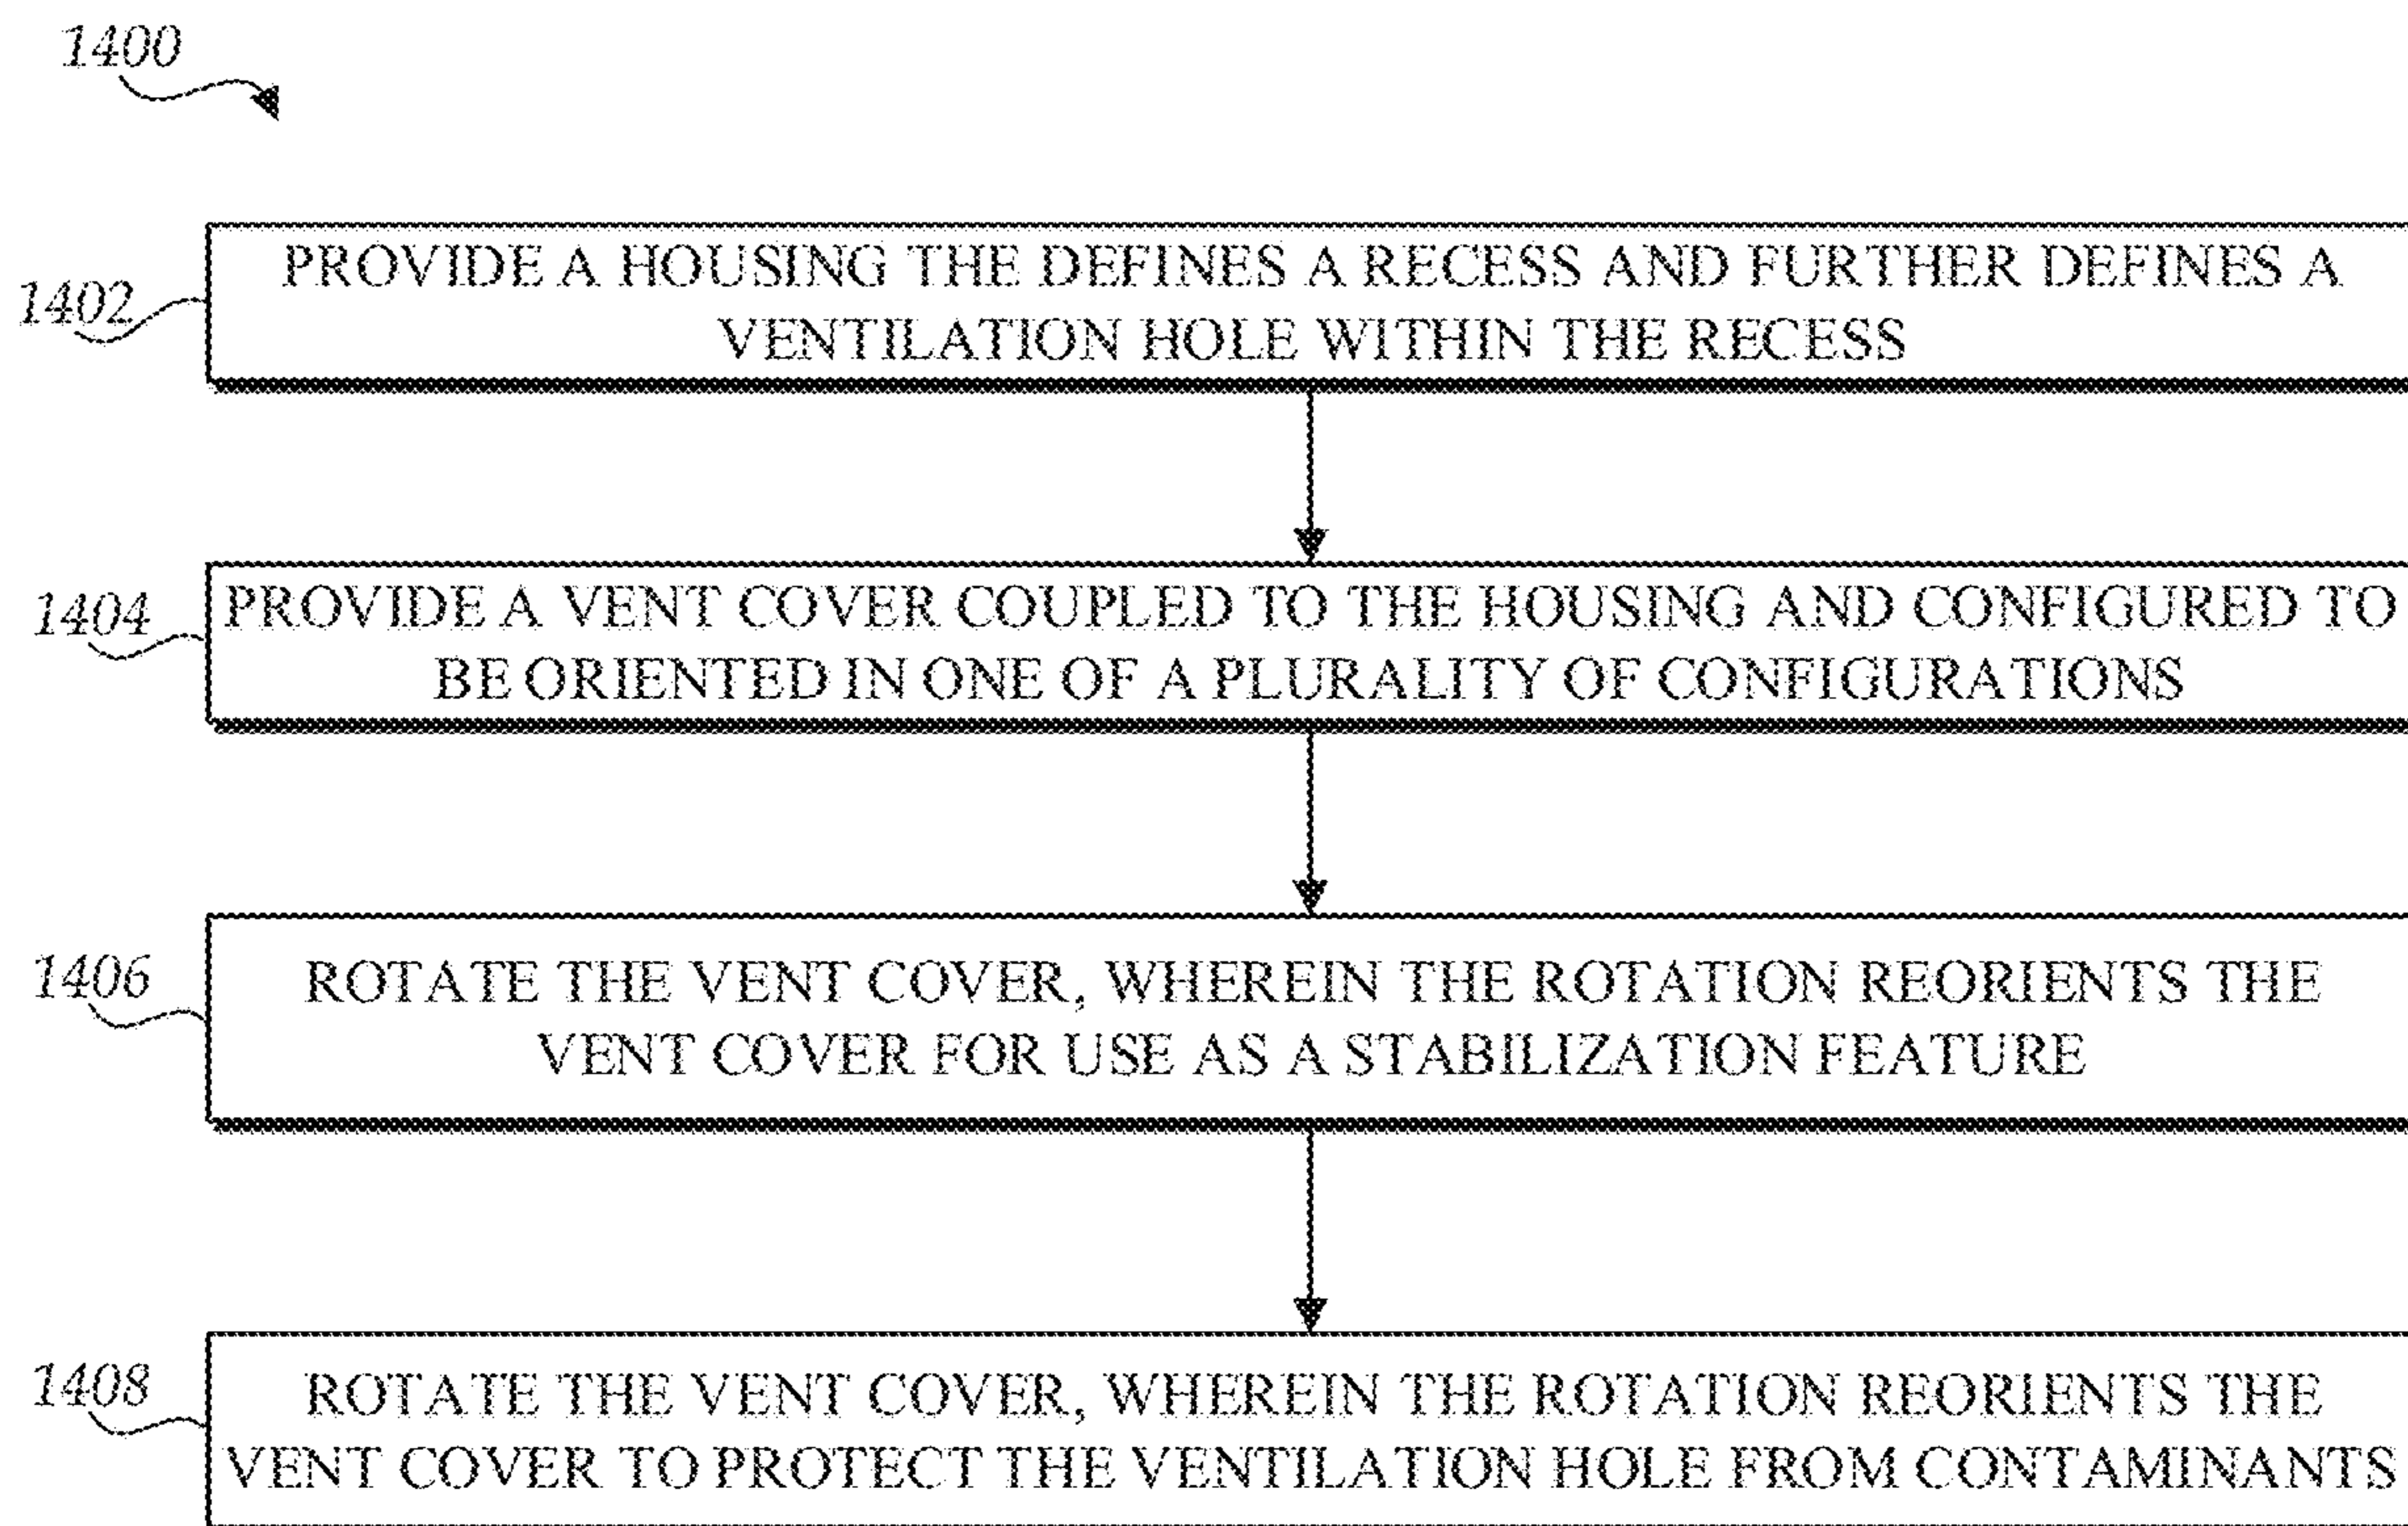 1400
1402
PROVIDE A HOUSING THE DEFINES A RECESS AND FURTHER DEFINES A
VENTILATION HOLE WITHIN THE RECESS
1404
PROVIDE A VENT COVER COUPLED TO THE HOUSING AND CONFIGURED TO
BE ORIENTED IN ONE OF A PLURALITY OF CONFIGURATIONS
1406
ROTATE THE VENT COVER, WHEREIN THE ROTATION REORIENTS THE
VENT COVER FOR USE AS A STABILIZATION FEATURE
1408
ROTATE THE VENT COVER, WHEREIN THE ROTATION REORIENTS THE
VENT COVER TO PROTECT THE VENTILATION HOLE FROM CONTAMINANTS